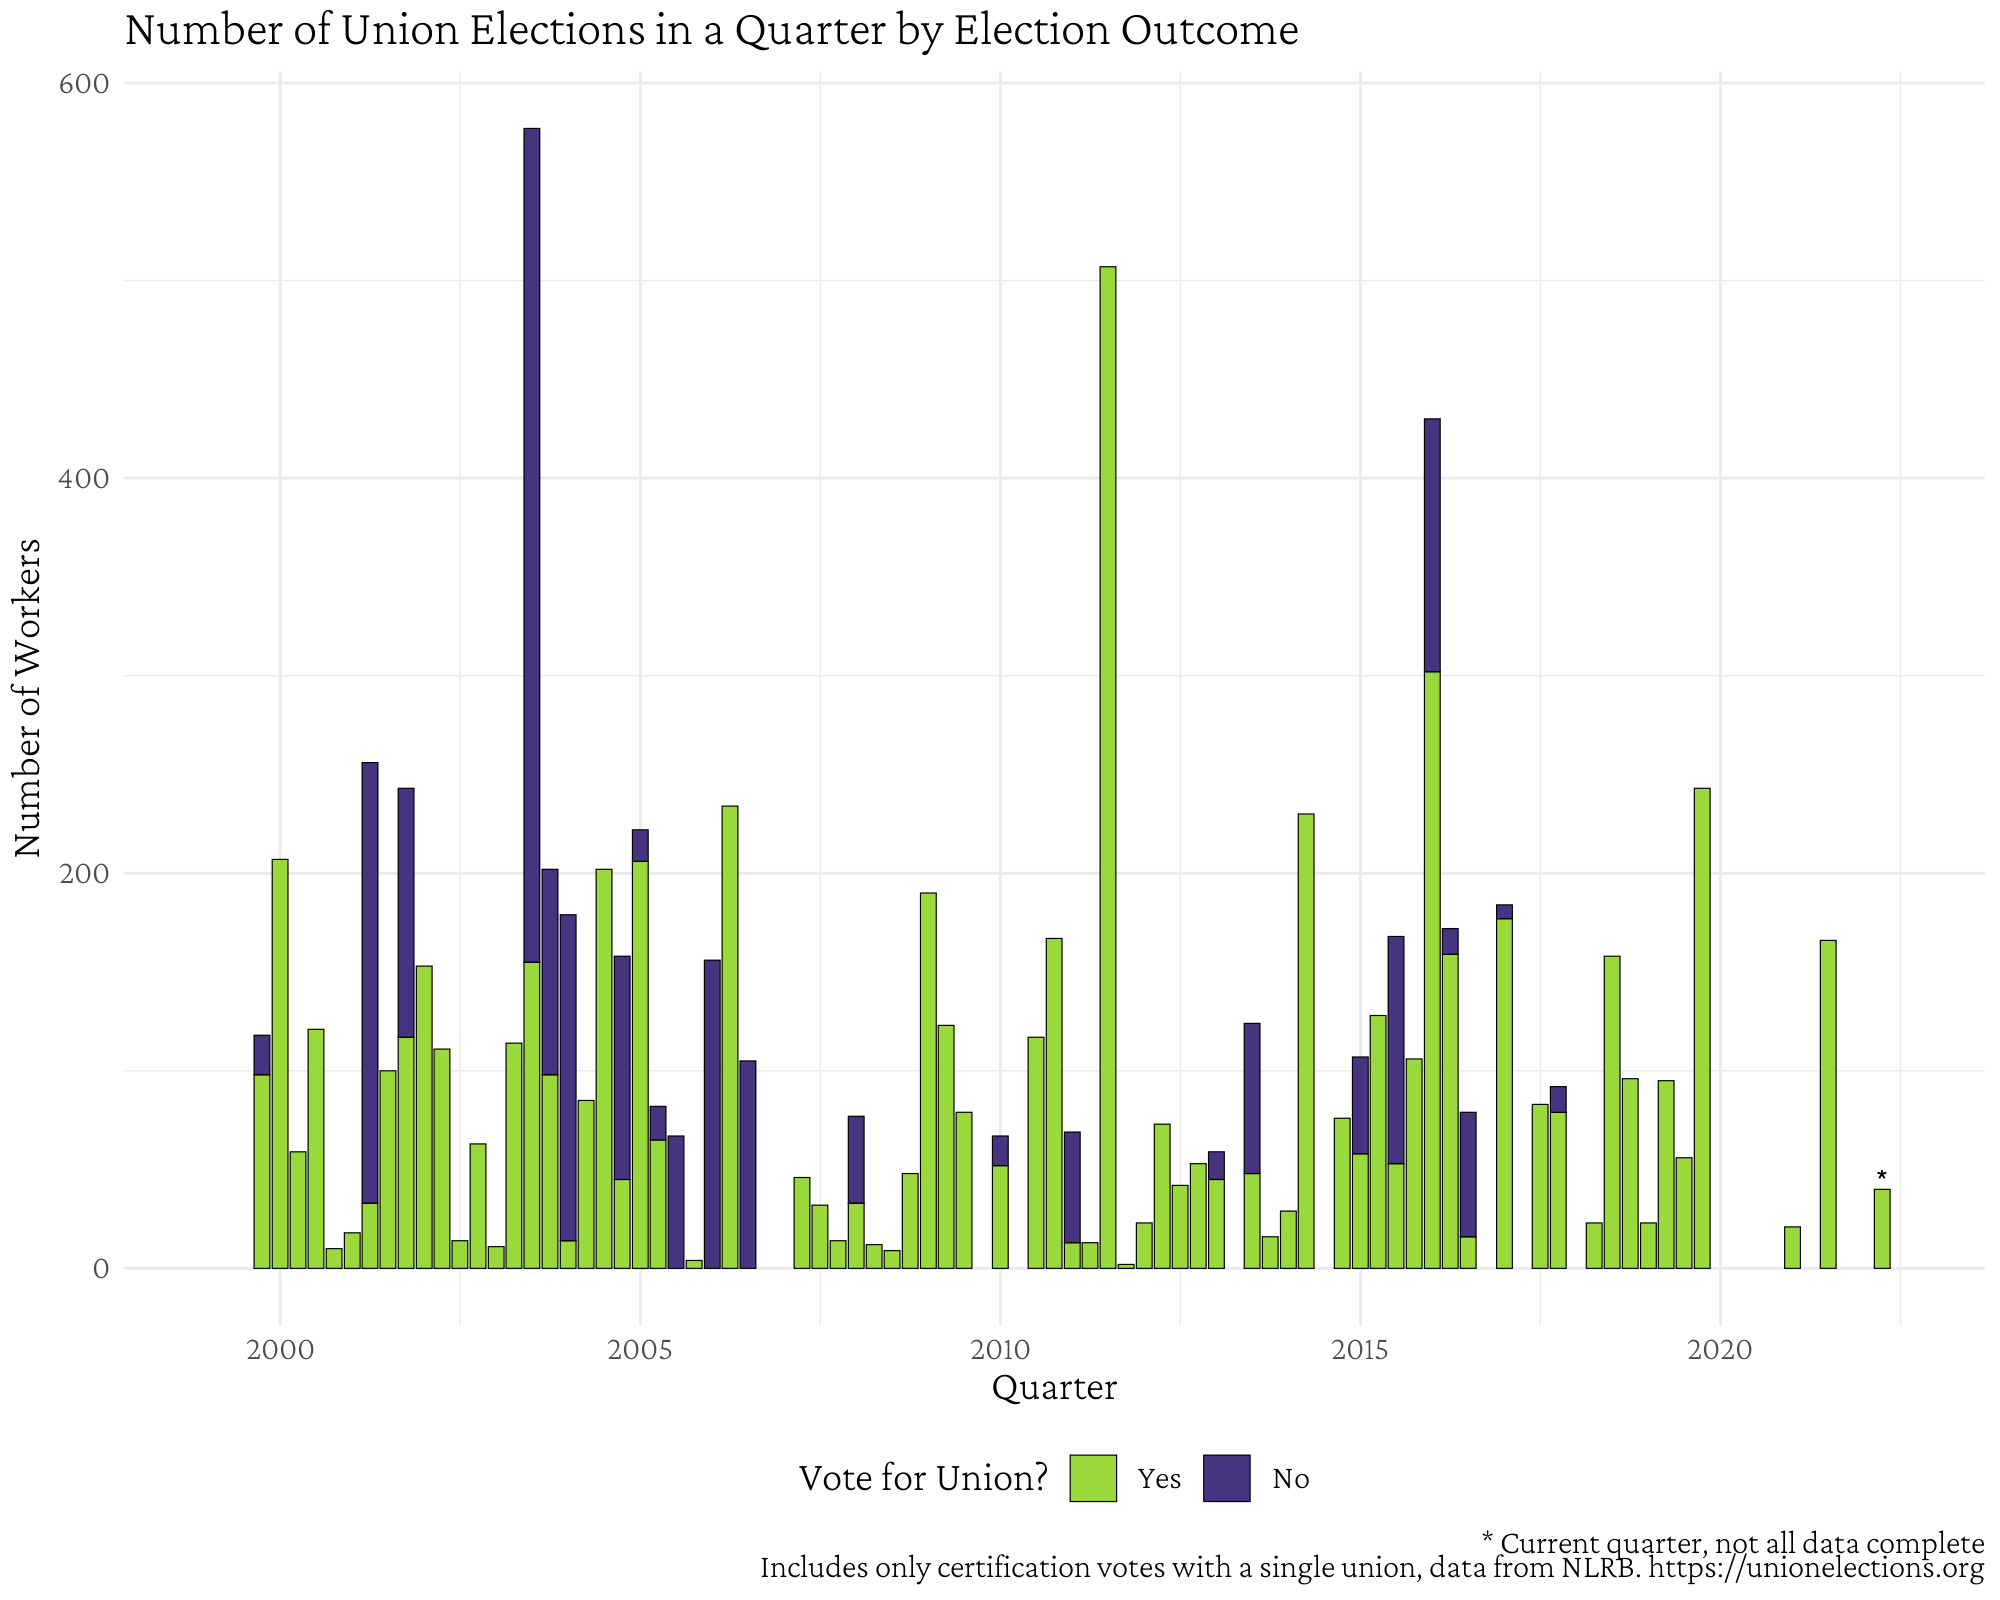 Number of Union Elections in a Quarter by Election Outcome
600
400
200
0
Number of Workers
*
2000 2005 2010 2015 2020
Quarter
Vote for Union? Yes No
* Current quarter, not all data complete
Includes only certification votes with a single union, data from NLRB. https://unionelections.org